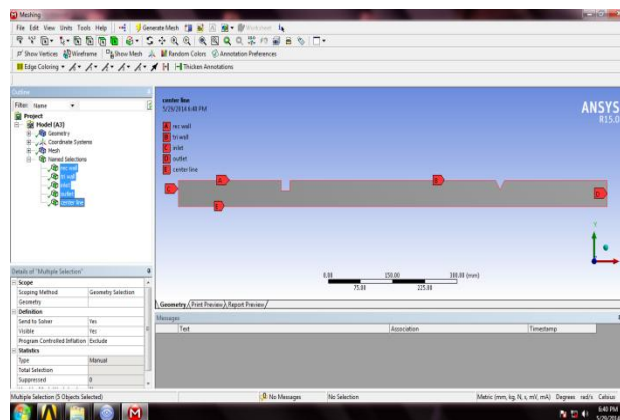 Meshing
File Edit View Units Tools Help Generate Mesh Worksheet
Show Vertices Wireframe Show Mesh Random Colors Annotation Preferences
Edge Coloring Thicken Annotations
Outline
Filter: Name
Project
Model (A3)
Geometry
Coordinate Systems
Mesh
Named Selections
rec wall
tri wall
inlet
outlet
center line
Details of "Multiple Selection"
Scope
Scoping Method Geometry Selection
Geometry
Definition
Send to Solver Yes
Visible Yes
Program Controlled Inflation Exclude
Statistics
Type Manual
Total Selection
Suppressed 0
center line
5/29/2014 6:40 PM
A rec wall
B tri wall
C inlet
D outlet
E center line
ANSYS
R15.0
A
B
C
D
E
Y
X
0.00 150.00 300.00 (mm)
75.00 225.00
Geometry Print Preview Report Preview
Messages
Text Association Timestamp
Multiple Selection (5 Objects Selected) No Messages No Selection Metric (mm, kg, N, s, mV, mA) Degrees rad/s Celsius
6:40 PM
5/29/2014